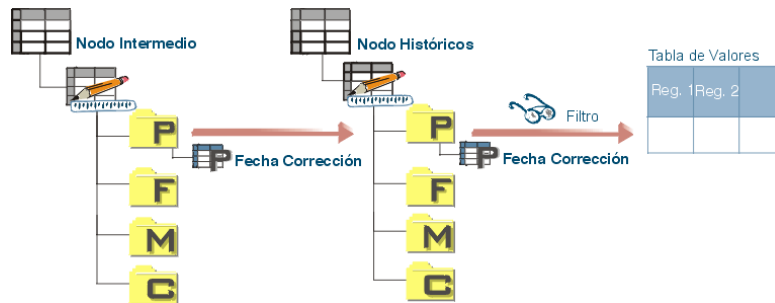 Nodo Intermedio
P
P
Fecha Corrección
F
M
C
Nodo Históricos
P
P
Fecha Corrección
F
M
C
Filtro
Tabla de Valores
Reg. 1 Reg. 2